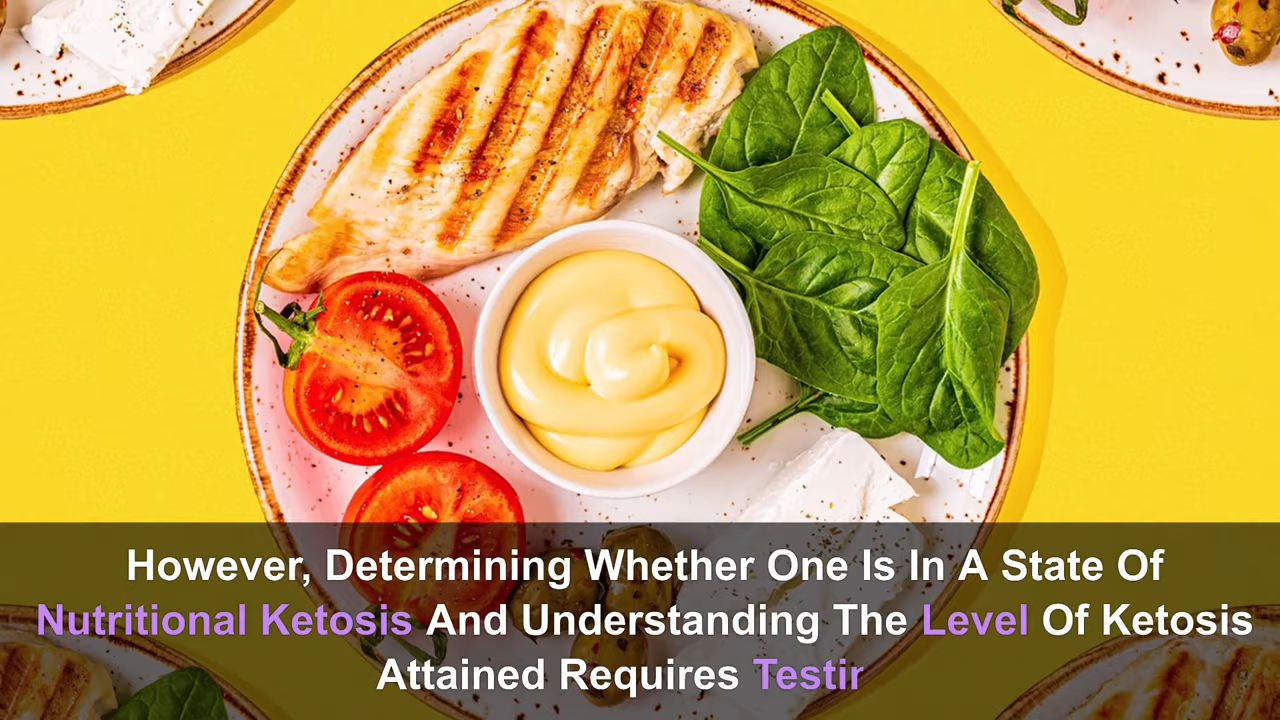 However, Determining Whether One Is In A State Of
Nutritional Ketosis And Understanding The Level Of Ketosis
Attained Requires Testir